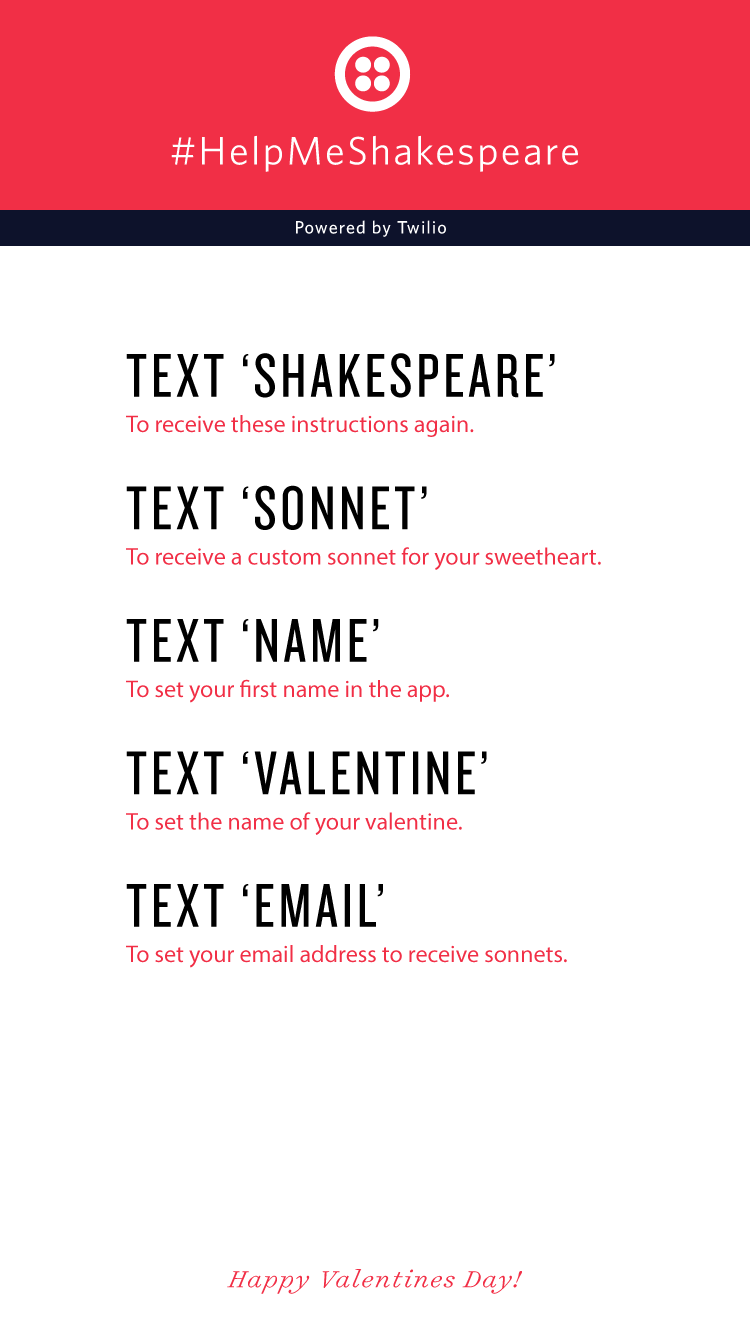 #HelpMeShakespeare
Powered by Twilio
TEXT ‘SHAKESPEARE’
To receive these instructions again.
TEXT ‘SONNET’
To receive a custom sonnet for your sweetheart.
TEXT ‘NAME’
To set your first name in the app.
TEXT ‘VALENTINE’
To set the name of your valentine.
TEXT ‘EMAIL’
To set your email address to receive sonnets.
Happy Valentines Day!